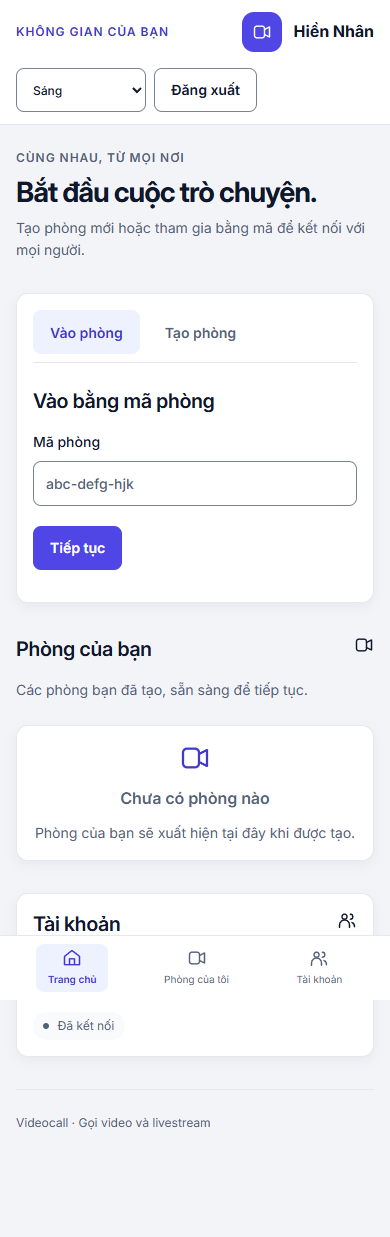 KHÔNG GIAN CỦA BẠN
Hiền Nhân
Sáng
Đăng xuất
CÙNG NHAU, TỪ MỌI NƠI
Bắt đầu cuộc trò chuyện.
Tạo phòng mới hoặc tham gia bằng mã để kết nối với
mọi người.
Vào phòng
Tạo phòng
Vào bằng mã phòng
Mã phòng
abc-defg-hjk
Tiếp tục
Phòng của bạn
Các phòng bạn đã tạo, sẵn sàng để tiếp tục.
Chưa có phòng nào
Phòng của bạn sẽ xuất hiện tại đây khi được tạo.
Tài khoản
Trang chủ
Phòng của tôi
Tài khoản
Đã kết nối
Videocall · Gọi video và livestream